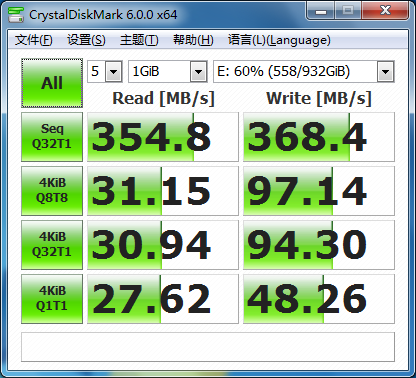 CrystalDiskMark 6.0.0 x64
文件(F) 设置(S) 主题(T) 帮助(H) 语言(L)(Language)
All 5 1GiB E: 60% (558/932GiB)
Read [MB/s] Write [MB/s]
Seq Q32T1 354.8 368.4
4KiB Q8T8 31.15 97.14
4KiB Q32T1 30.94 94.30
4KiB Q1T1 27.62 48.26